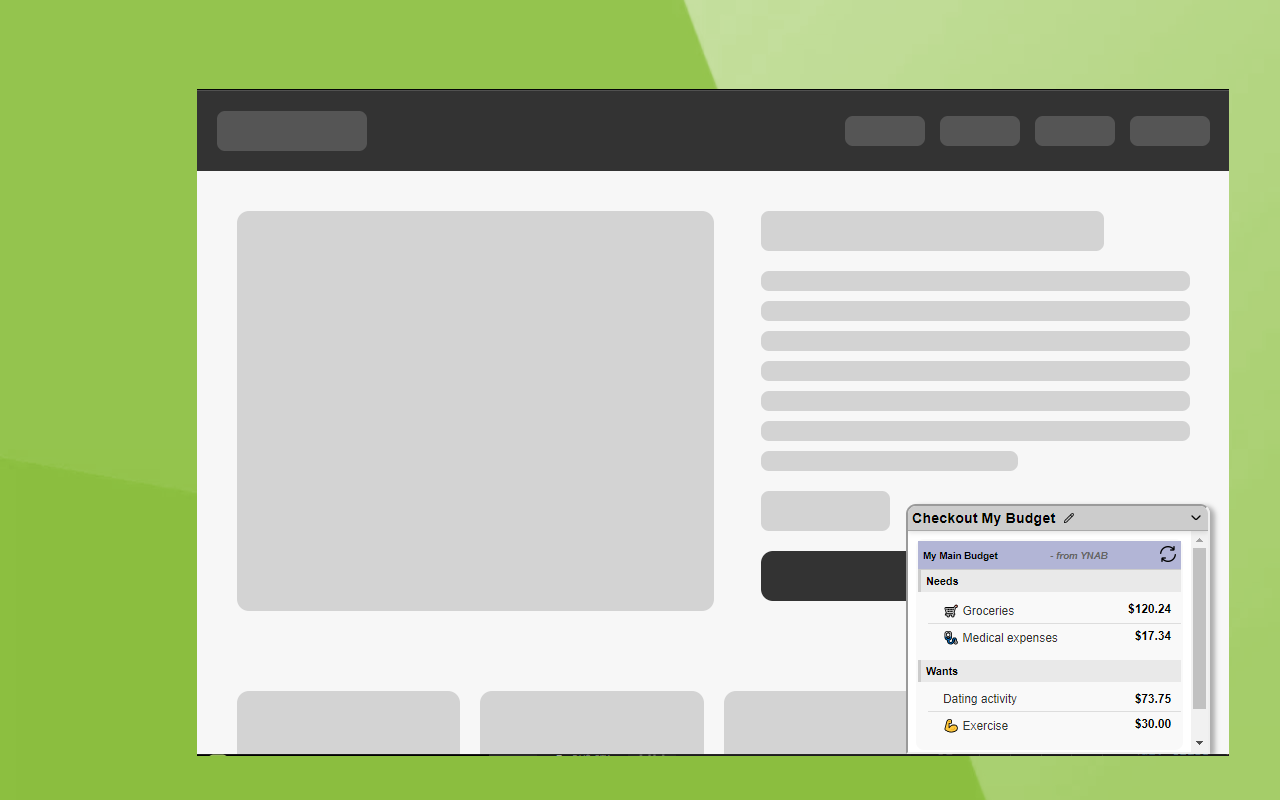 Checkout My Budget
My Main Budget - from YNAB
Needs
Groceries $120.24
Medical expenses $17.34
Wants
Dating activity $73.75
Exercise $30.00